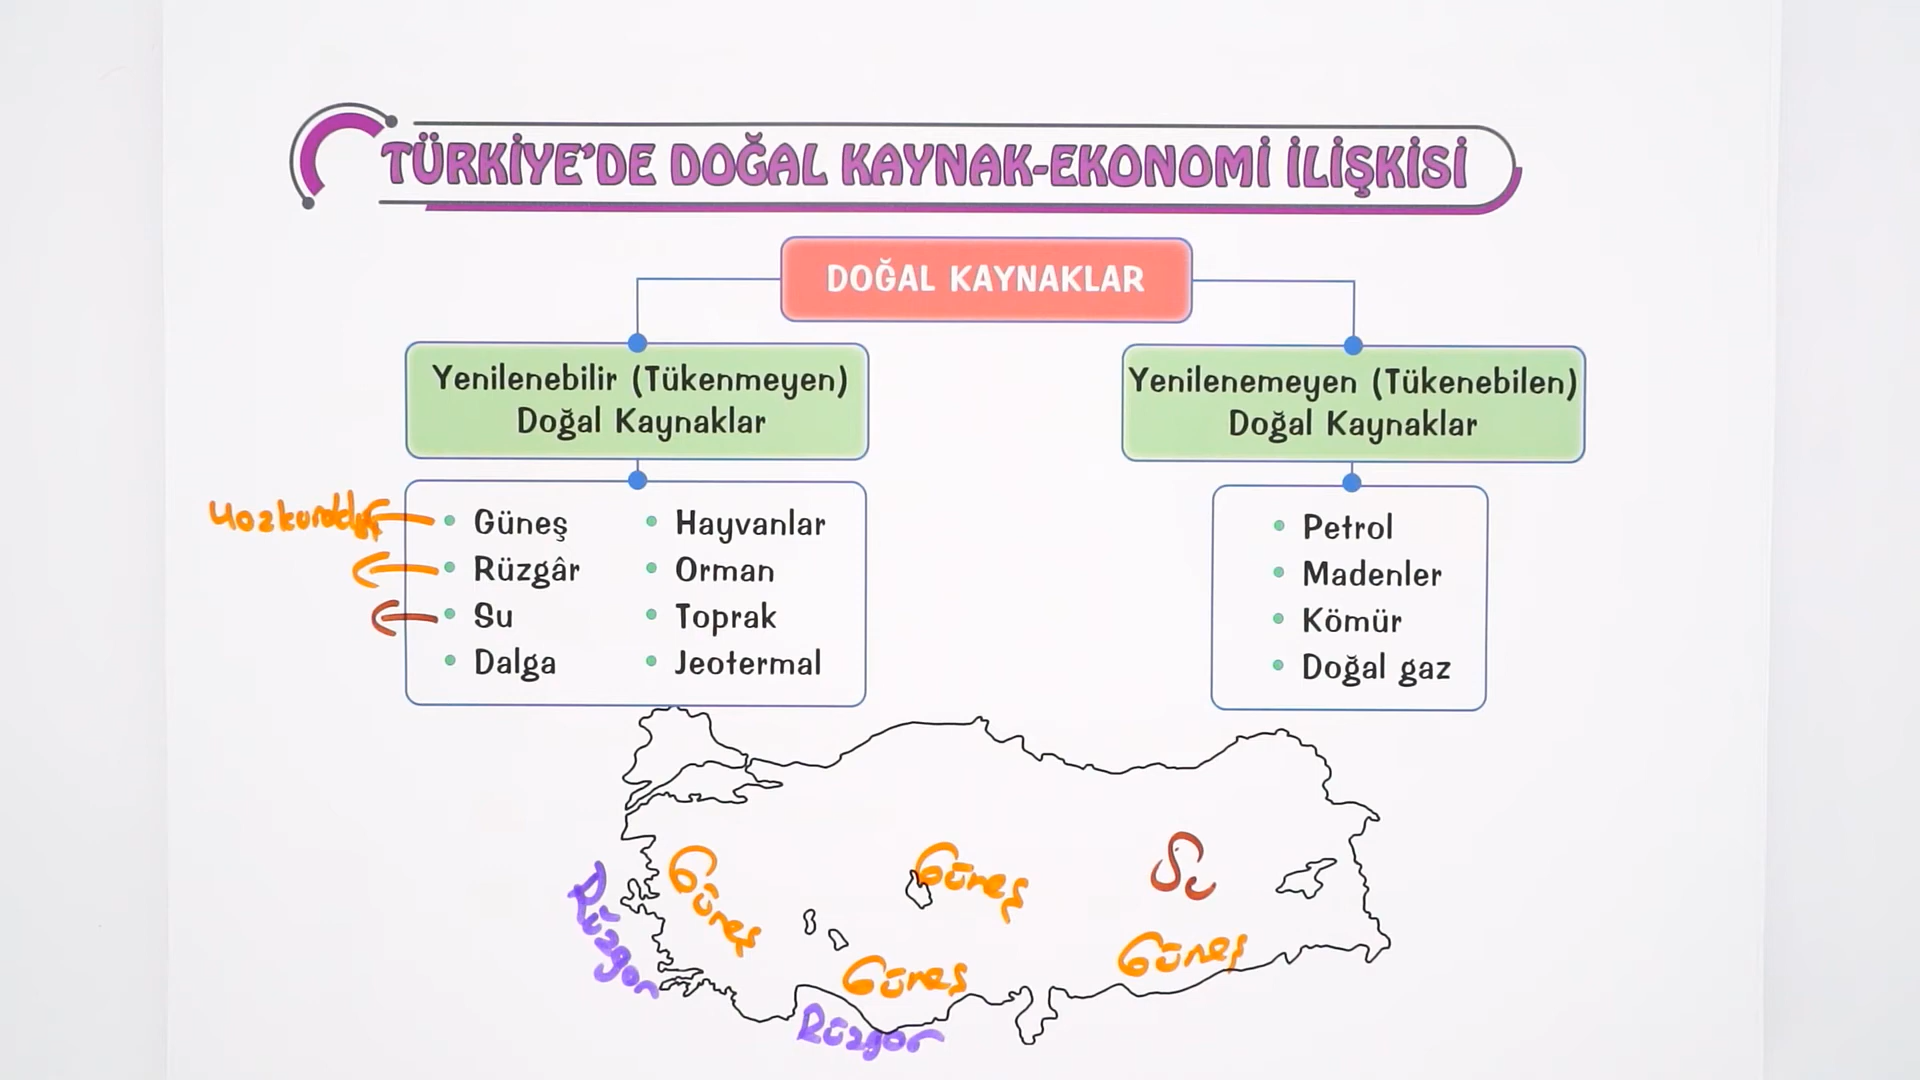 TÜRKİYE'DE DOĞAL KAYNAK-EKONOMİ İLİŞKİSİ
DOĞAL KAYNAKLAR
Yenilenebilir (Tükenmeyen)
Doğal Kaynaklar
• Güneş
• Rüzgâr
• Su
• Dalga
• Hayvanlar
• Orman
• Toprak
• Jeotermal
Yenilenemeyen (Tükenebilen)
Doğal Kaynaklar
• Petrol
• Madenler
• Kömür
• Doğal gaz
Güneş
Güneş
Su
Güneş
Güneş
Rüzgar
Rüzgar